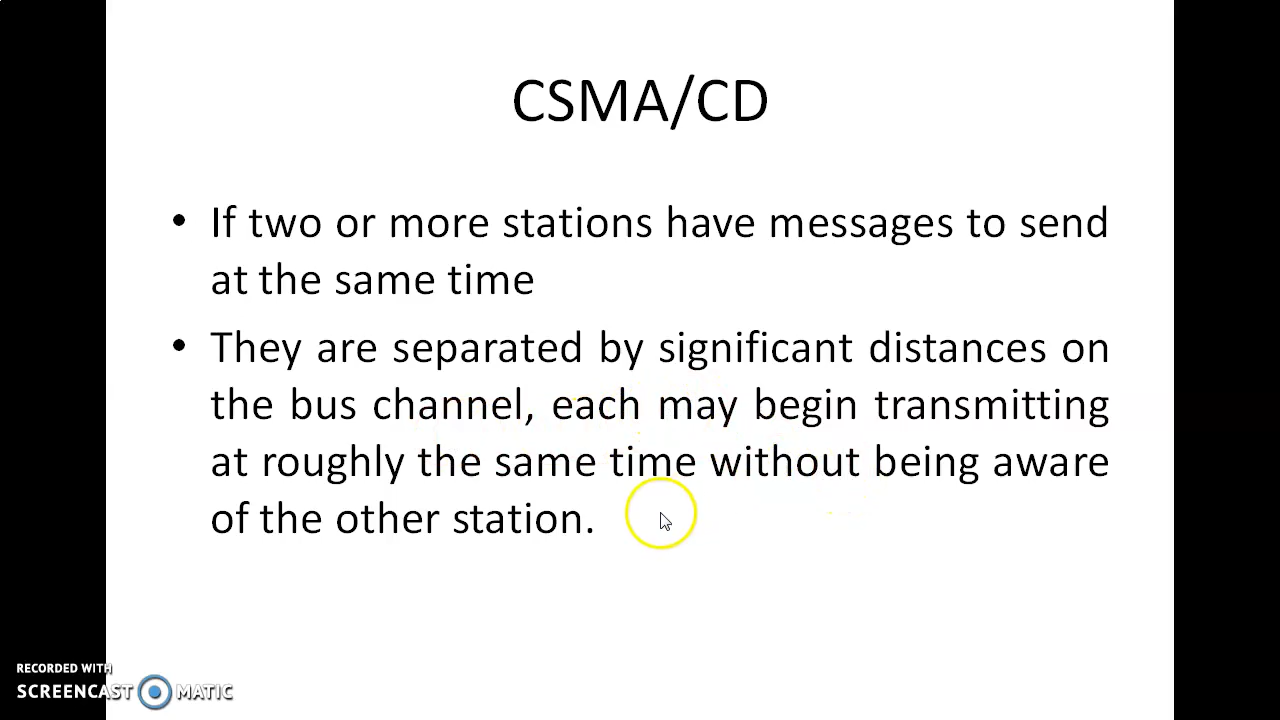 CSMA/CD
• If two or more stations have messages to send
at the same time
• They are separated by significant distances on
the bus channel, each may begin transmitting
at roughly the same time without being aware
of the other station.
RECORDED WITH
SCREENCAST MATIC